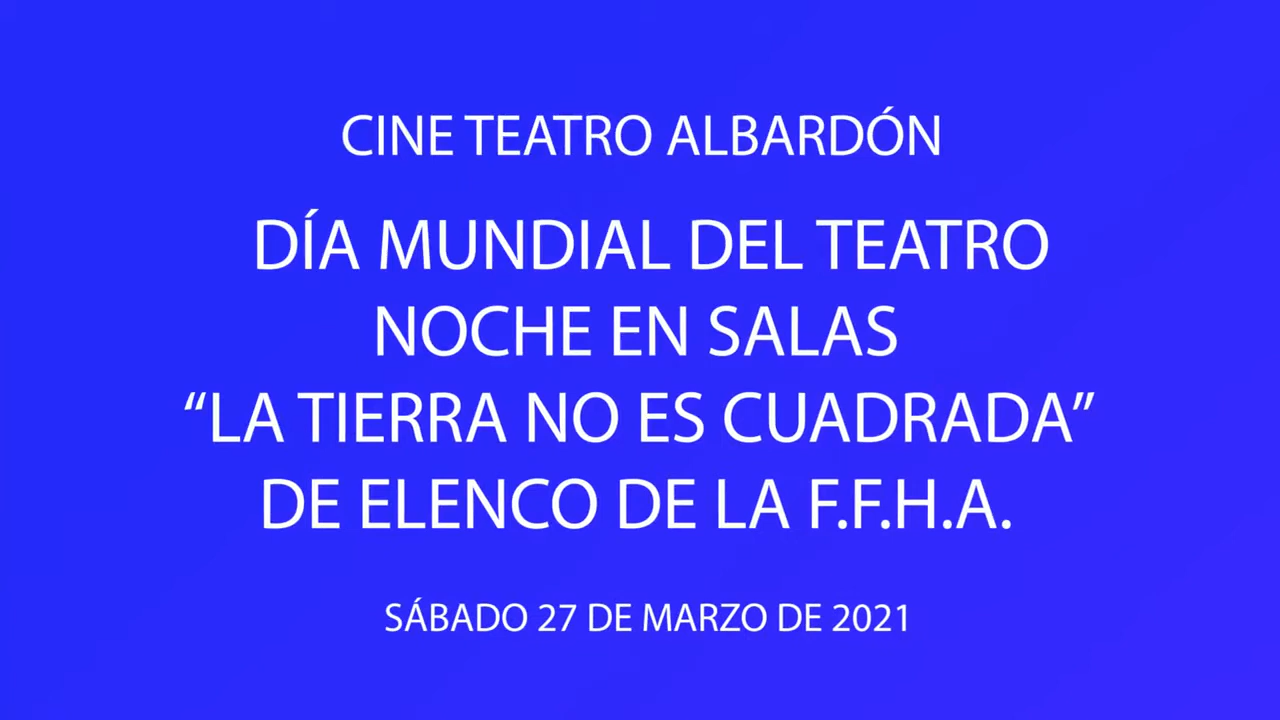 CINE TEATRO ALBARDÓN
DÍA MUNDIAL DEL TEATRO
NOCHE EN SALAS
“LA TIERRA NO ES CUADRADA”
DE ELENCO DE LA F.F.H.A.
SÁBADO 27 DE MARZO DE 2021